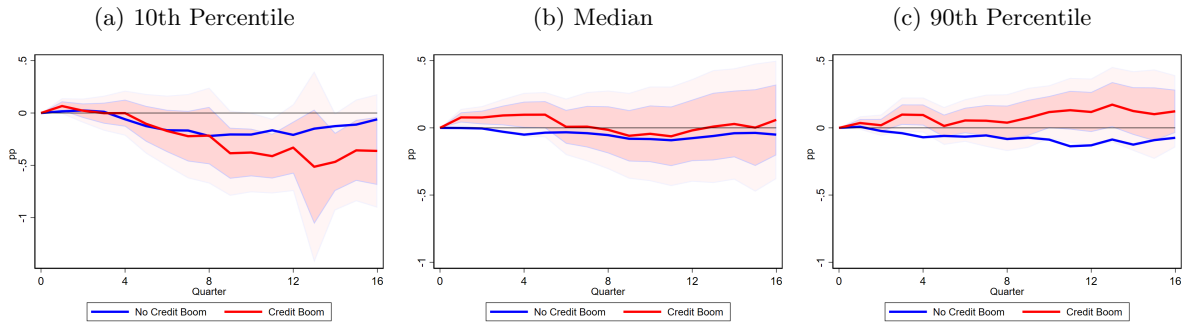 (a) 10th Percentile
.5
0
-.5
-1
pp
0
4
8
12
16
Quarter
No Credit Boom
Credit Boom
(b) Median
.5
0
-.5
-1
pp
0
4
8
12
16
Quarter
No Credit Boom
Credit Boom
(c) 90th Percentile
.5
0
-.5
-1
pp
0
4
8
12
16
Quarter
No Credit Boom
Credit Boom